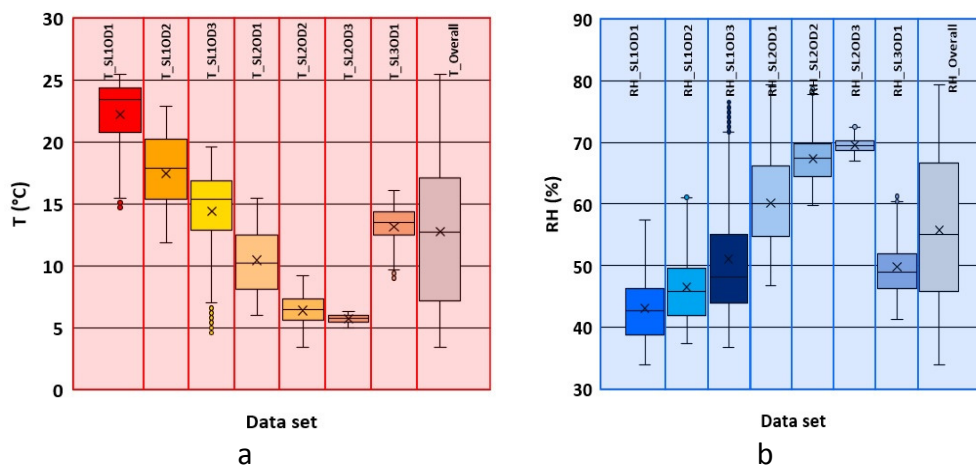 30
25
20
15
10
5
0
T (°C)
T_SL1OD1
T_SL1OD2
T_SL1OD3
T_SL2OD1
T_SL2OD2
T_SL2OD3
T_SL3OD1
T_Overall
Data set
a
90
80
70
60
50
40
30
RH (%)
RH_SL1OD1
RH_SL1OD2
RH_SL1OD3
RH_SL2OD1
RH_SL2OD2
RH_SL2OD3
RH_SL3OD1
RH_Overall
Data set
b